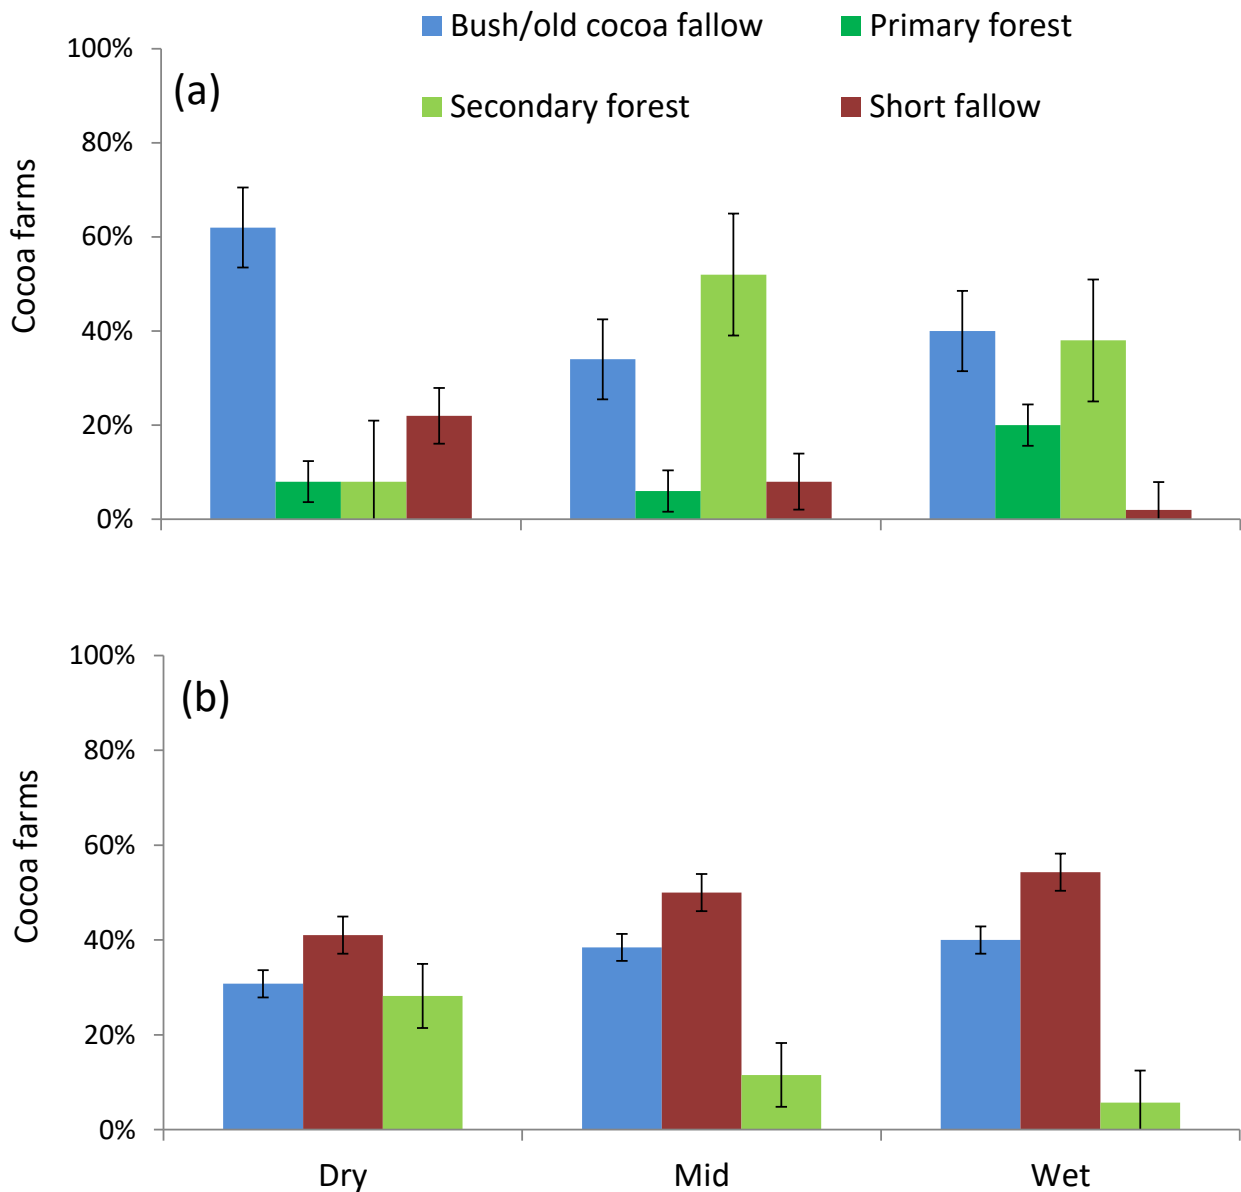 Bush/old cocoa fallow Primary forest
Secondary forest Short fallow
(a)
Cocoa farms
100%
80%
60%
40%
20%
0%
(b)
Cocoa farms
100%
80%
60%
40%
20%
0%
Dry Mid Wet